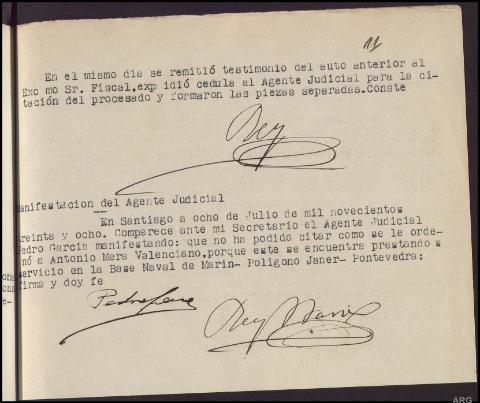 11
En el mismo dia se remitió testimonio del auto anterior al
Exc mo Sr. Fiscal,exp idió cedula al Agente Judicial para la ci-
tación del procesado y formaron las piezas separadas.Conste
Rey
Manifestacion del Agente Judicial
En Santiago a ocho de Julio de mil novecientos
treinta y ocho. Comparece ante mi Secretario el Agente Judicial
Pedro Garcia manifestando: que no ha podido citar como se le orde-
nó a Antonio Mera Valenciano,porque este se encuentra prestando s
servicio en la Base Naval de Marin- Poligono Janer- Pontevedra:
firma y doy fe
Rey
ARG